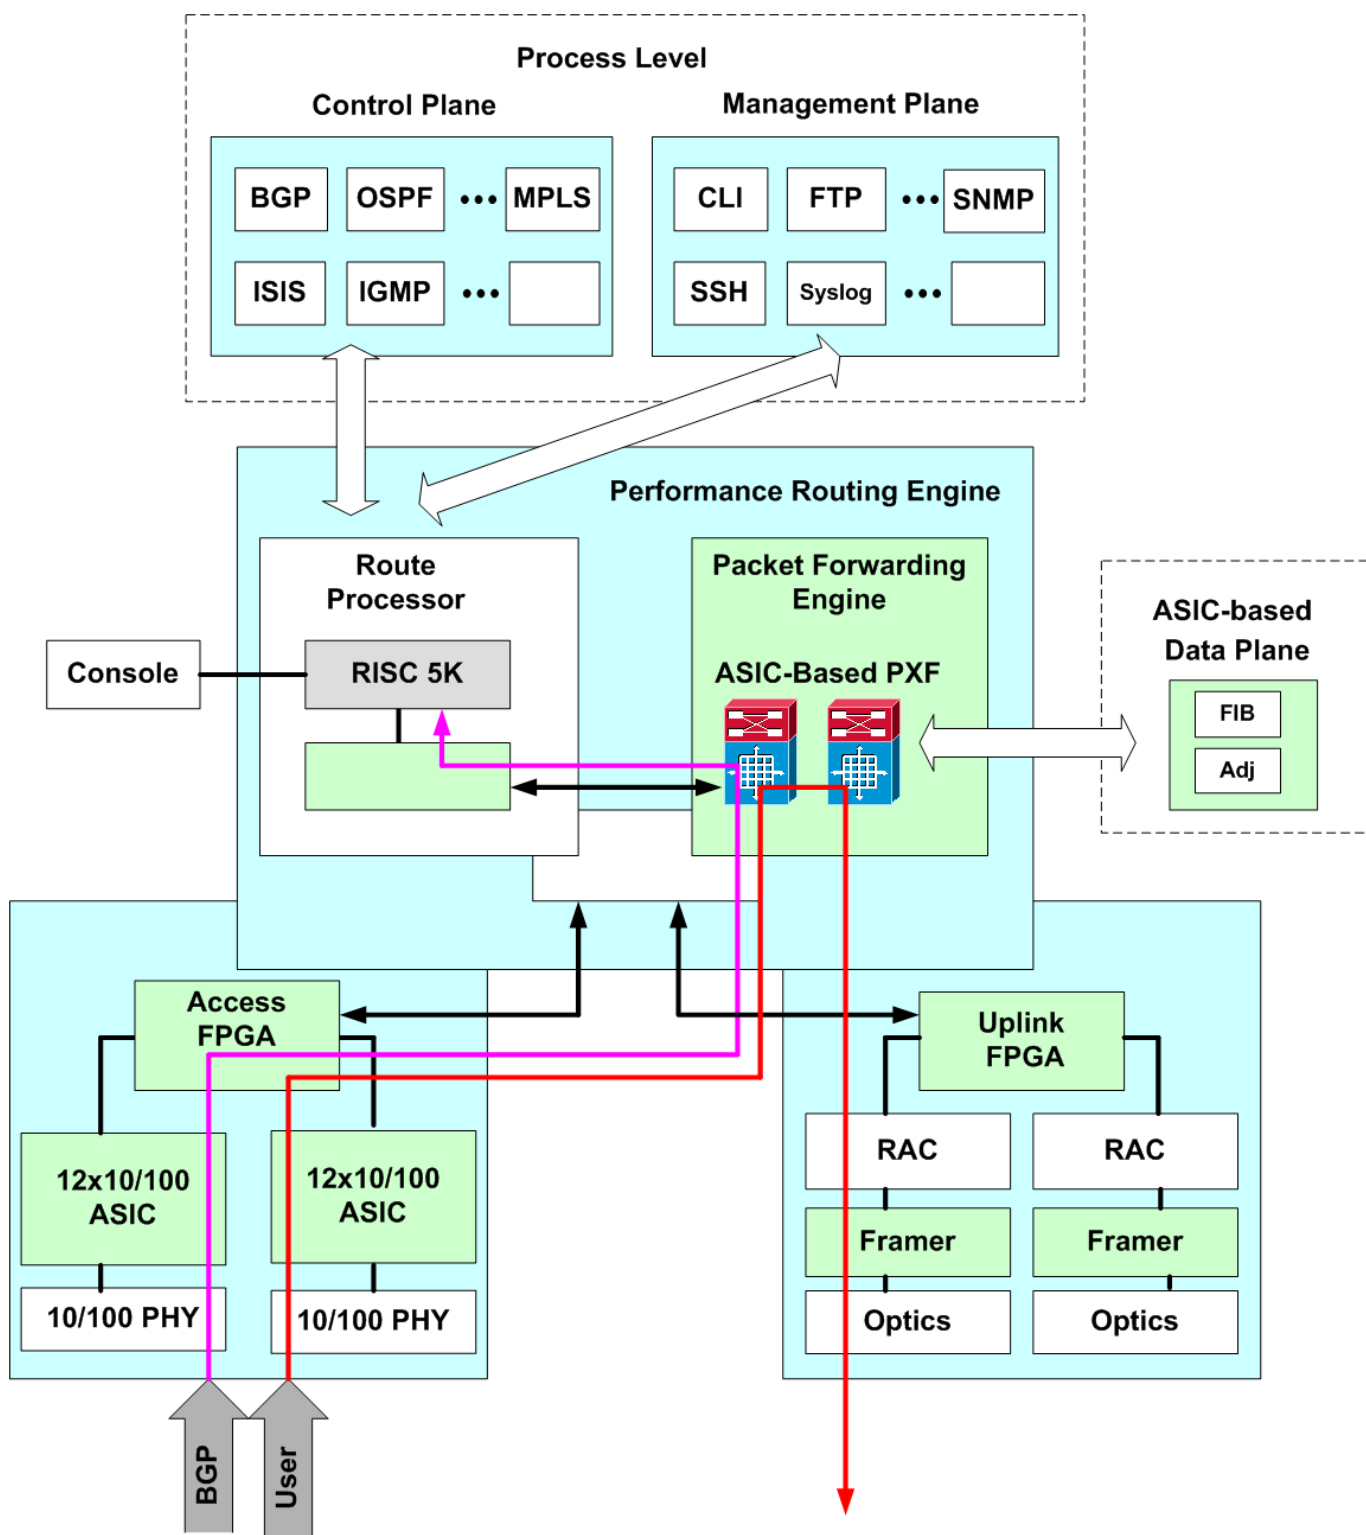 Process Level
Control Plane
Management Plane
BGP
OSPF
MPLS
CLI
FTP
SNMP
ISIS
IGMP
SSH
Syslog
Performance Routing Engine
Route
Processor
Packet Forwarding
Engine
ASIC-based
Data Plane
Console
RISC 5K
ASIC-Based PXF
FIB
Adj
Access
FPGA
Uplink
FPGA
12x10/100
ASIC
12x10/100
ASIC
RAC
RAC
Framer
Framer
10/100 PHY
10/100 PHY
Optics
Optics
BGP
User